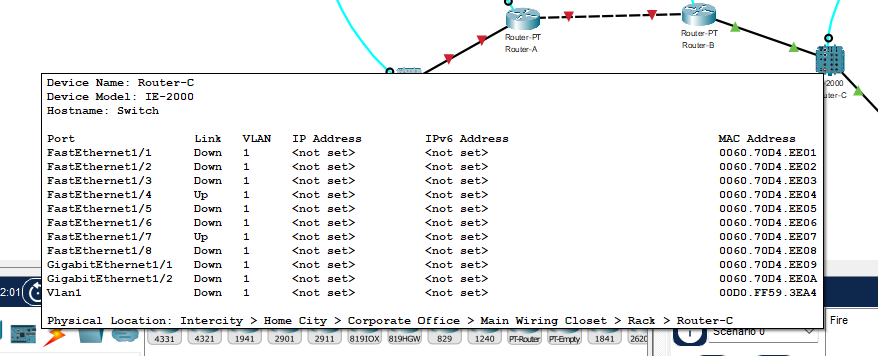 Router-PT
Router-A
Router-PT
Router-B
2000
uter-C
Device Name: Router-C
Device Model: IE-2000
Hostname: Switch
Port Link VLAN IP Address IPv6 Address MAC Address
FastEthernet1/1 Down 1 <not set> <not set> 0060.70D4.EE01
FastEthernet1/2 Down 1 <not set> <not set> 0060.70D4.EE02
FastEthernet1/3 Down 1 <not set> <not set> 0060.70D4.EE03
FastEthernet1/4 Up 1 <not set> <not set> 0060.70D4.EE04
FastEthernet1/5 Down 1 <not set> <not set> 0060.70D4.EE05
FastEthernet1/6 Down 1 <not set> <not set> 0060.70D4.EE06
FastEthernet1/7 Up 1 <not set> <not set> 0060.70D4.EE07
FastEthernet1/8 Down 1 <not set> <not set> 0060.70D4.EE08
GigabitEthernet1/1 Down 1 <not set> <not set> 0060.70D4.EE09
GigabitEthernet1/2 Down 1 <not set> <not set> 0060.70D4.EE0A
Vlan1 Down 1 <not set> <not set> 00D0.FF59.3EA4
Physical Location: Intercity > Home City > Corporate Office > Main Wiring Closet > Rack > Router-C
2:01
Fire
Scenario 0
4331 4321 1941 2901 2911 819IOX 819HGW 829 1240 PT-Router PT-Empty 1841 2620